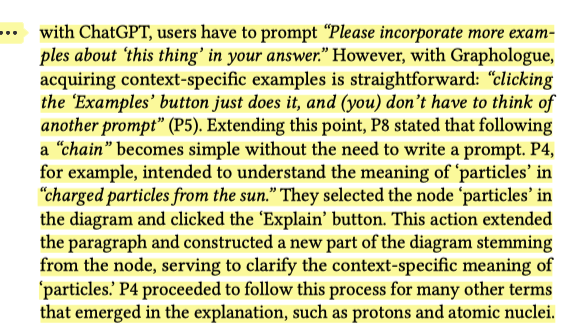 with ChatGPT, users have to prompt “Please incorporate more exam-
ples about ‘this thing’ in your answer.” However, with Graphologue,
acquiring context-specific examples is straightforward: “clicking
the ‘Examples’ button just does it, and (you) don’t have to think of
another prompt” (P5). Extending this point, P8 stated that following
a “chain” becomes simple without the need to write a prompt. P4,
for example, intended to understand the meaning of ‘particles’ in
“charged particles from the sun.” They selected the node ‘particles’ in
the diagram and clicked the ‘Explain’ button. This action extended
the paragraph and constructed a new part of the diagram stemming
from the node, serving to clarify the context-specific meaning of
‘particles.’ P4 proceeded to follow this process for many other terms
that emerged in the explanation, such as protons and atomic nuclei.